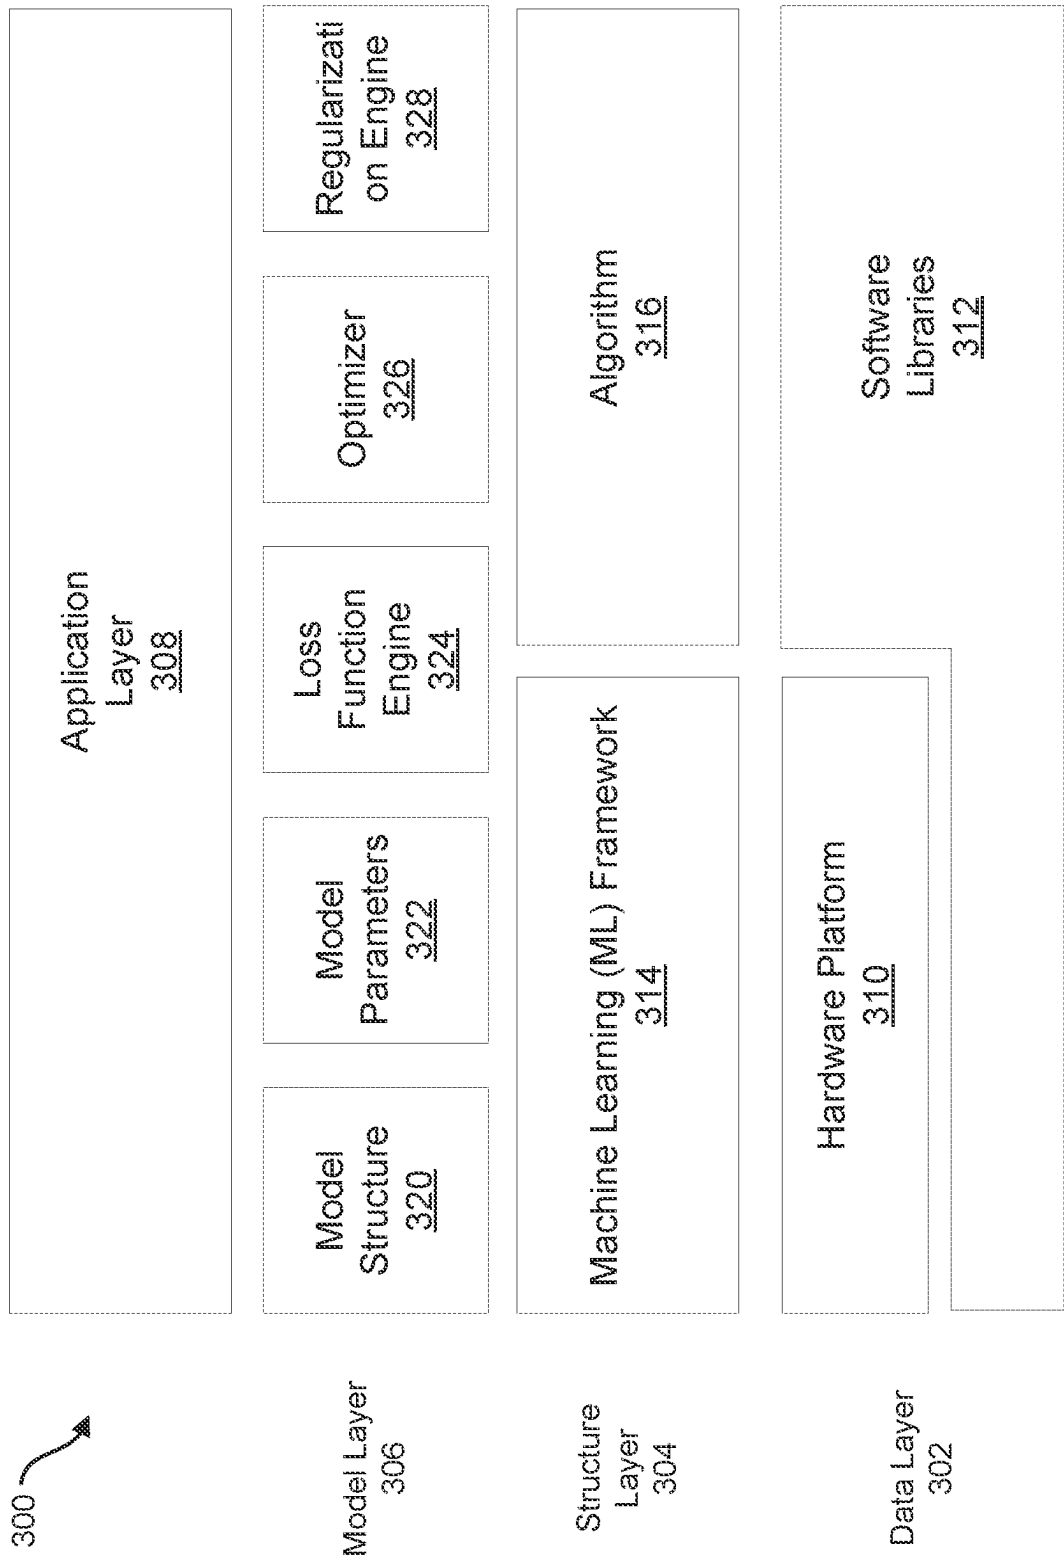 300
Application
Layer
308
Model Layer
306
Model
Structure
320
Model
Parameters
322
Loss
Function
Engine
324
Optimizer
326
Regularizati
on Engine
328
Structure
Layer
304
Machine Learning (ML) Framework
314
Algorithm
316
Data Layer
302
Hardware Platform
310
Software
Libraries
312